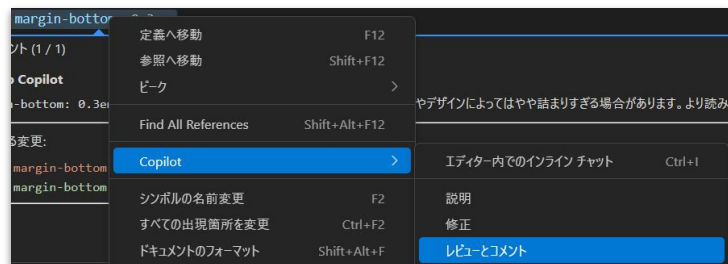 margin-botto
ント (1 / 1)
Copilot
-bottom: 0.3e
やデザインによってはやや詰まりすぎる場合があります。より読み
る変更:
margin-bottom
margin-bottom
定義へ移動 F12
参照へ移動 Shift+F12
ピーク
Find All References Shift+Alt+F12
Copilot
シンボルの名前変更 F2
すべての出現箇所を変更 Ctrl+F2
ドキュメントのフォーマット Shift+Alt+F
エディター内でのインライン チャット Ctrl+I
説明
修正
レビューとコメント